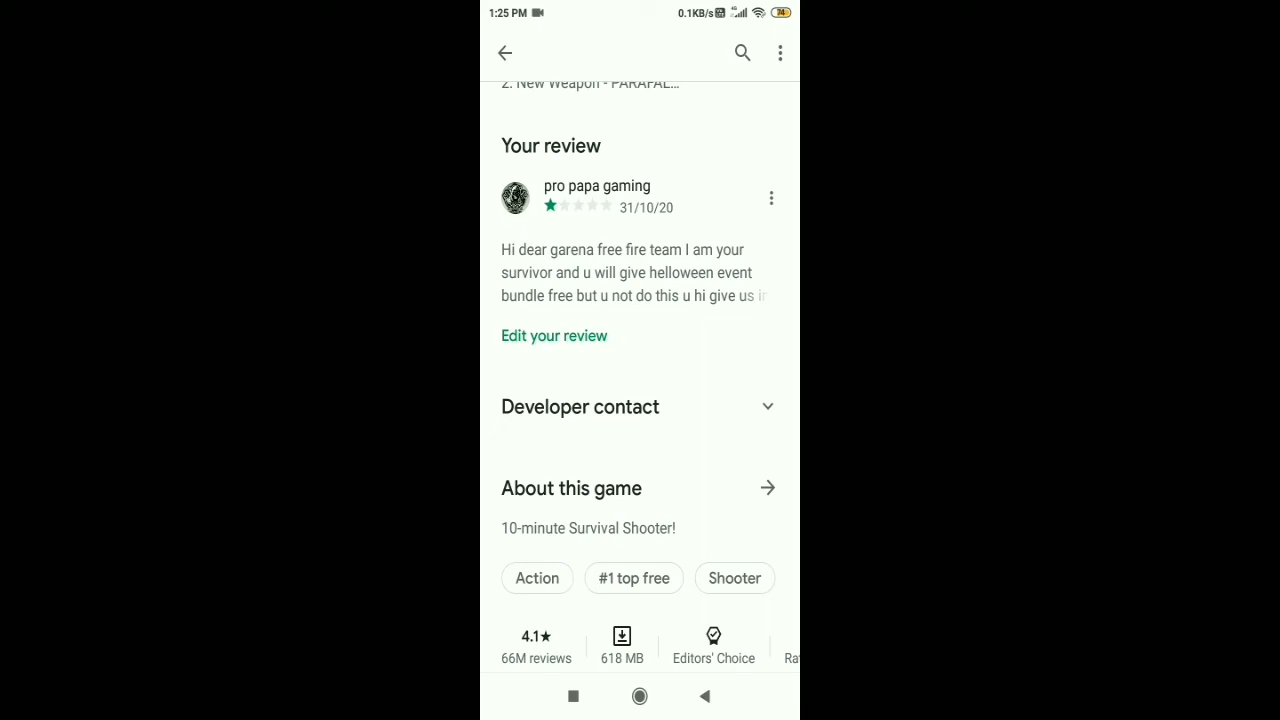 1:25 PM
0.1KB/s 4G 74
2. New Weapon - PARAFAL...
Your review
pro papa gaming
31/10/20
Hi dear garena free fire team I am your
survivor and u will give helloween event
bundle free but u not do this u hi give us in
Edit your review
Developer contact
About this game
10-minute Survival Shooter!
Action
#1 top free
Shooter
4.1★
66M reviews
618 MB
Editors' Choice